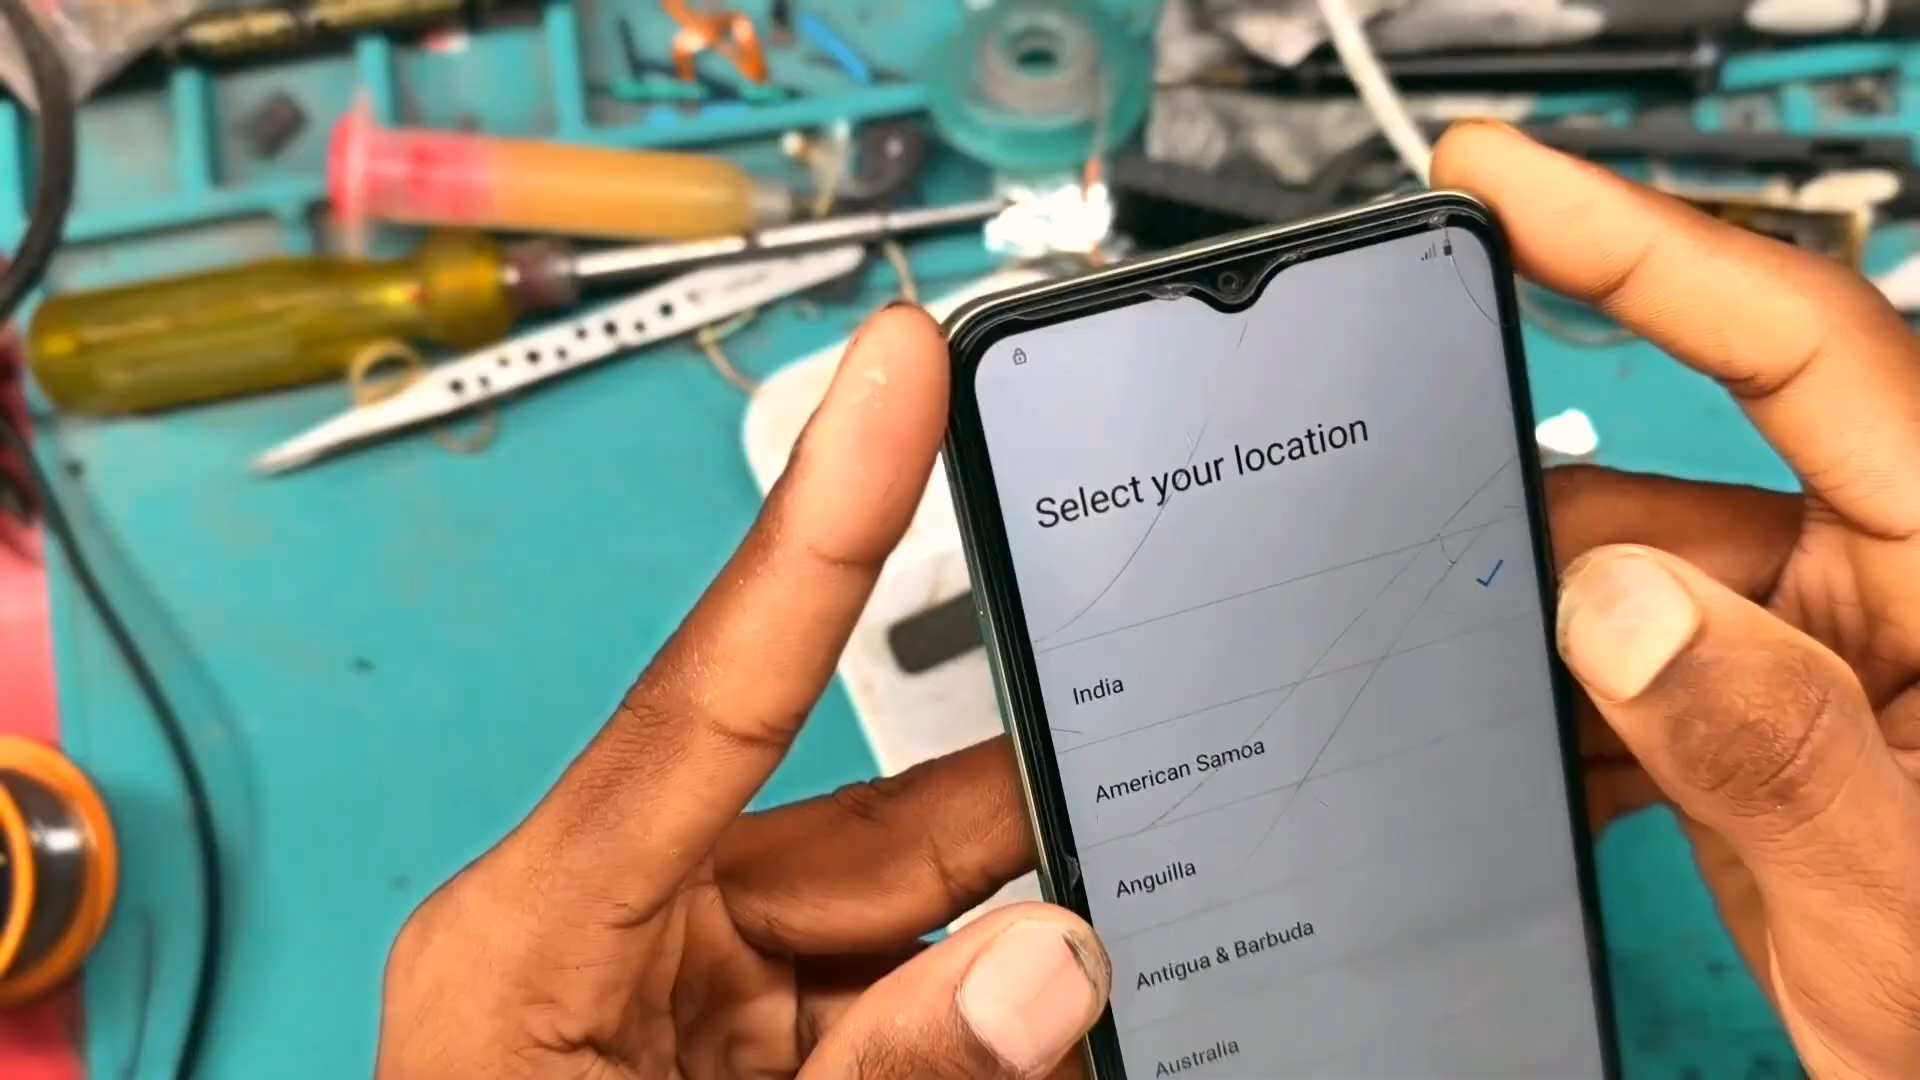 Select your location
India
American Samoa
Anguilla
Antigua & Barbuda
Australia